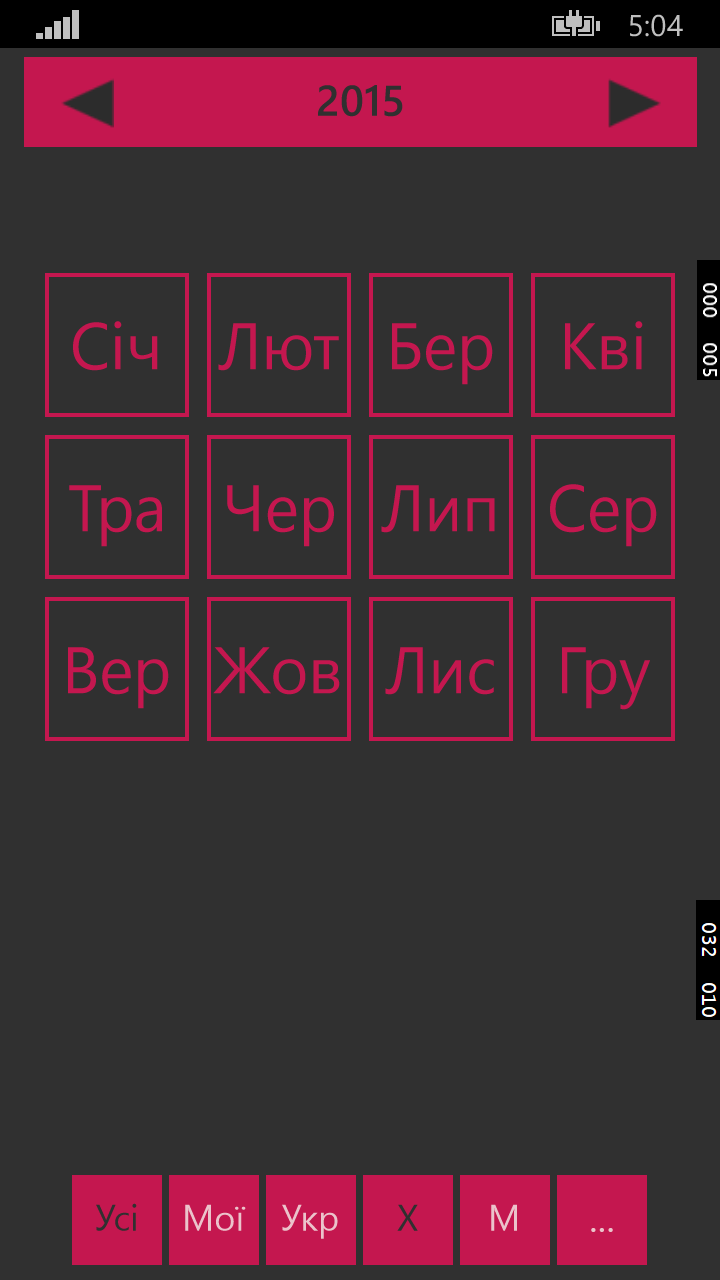 5:04
2015
Січ Лют Бер Кві
000 005
Тра Чер Лип Сер
Вер Жов Лис Гру
032 010
Усі Мої Укр Х М ...